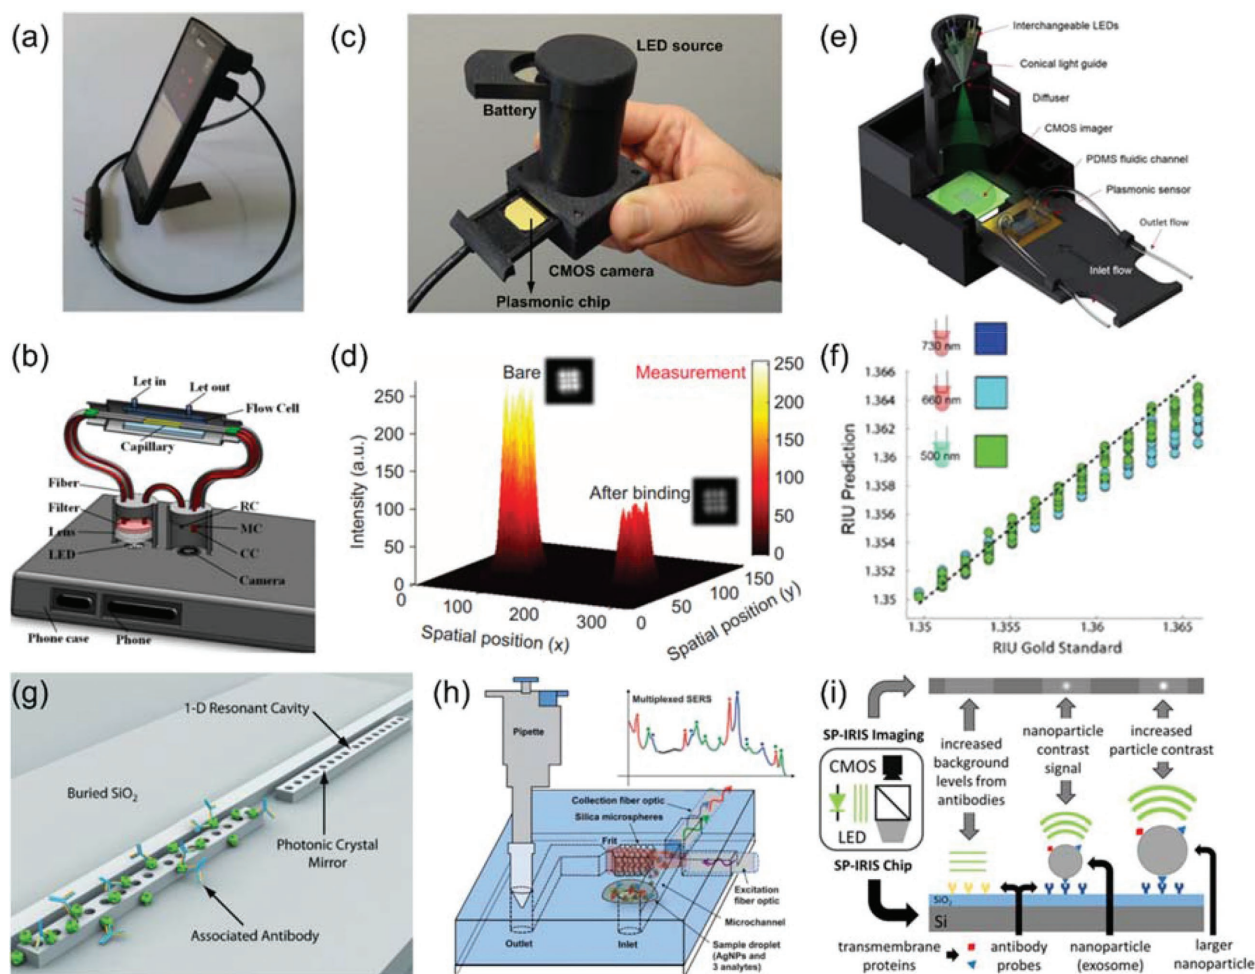 (a)
(c)
LED source
Battery
CMOS camera
Plasmonic chip
(e)
Interchangeable LEDs
Conical light guide
Diffuser
CMOS imager
PDMS fluidic channel
Plasmonic sensor
Outlet flow
Inlet flow
(b)
Let in
Let out
Flow Cell
Capillary
Fiber
Filter
Lens
LED
RC
MC
CC
Camera
Phone case
Phone
(d)
Bare
Measurement
After binding
Intensity (a.u.)
250
200
150
100
50
0
0
100
200
300
Spatial position (x)
0
50
100
150
Spatial position (y)
250
200
150
100
50
0
(f)
730 nm
660 nm
500 nm
RIU Prediction
1.366
1.364
1.362
1.36
1.358
1.356
1.354
1.352
1.35
1.35
1.355
1.36
1.365
RIU Gold Standard
(g)
1-D Resonant Cavity
Buried SiO₂
Photonic Crystal
Mirror
Associated Antibody
(h)
Pipette
Multiplexed SERS
Collection fiber optic
Silica microspheres
Frit
Excitation
fiber optic
Microchannel
Outlet
Inlet
Sample droplet
(AgNPs and
3 analytes)
(i)
SP-IRIS Imaging
CMOS
LED
SP-IRIS Chip
increased
background
levels from
antibodies
nanoparticle
contrast
signal
increased
particle contrast
SiO₂
Si
transmembrane
proteins
antibody
probes
nanoparticle
(exosome)
larger
nanoparticle